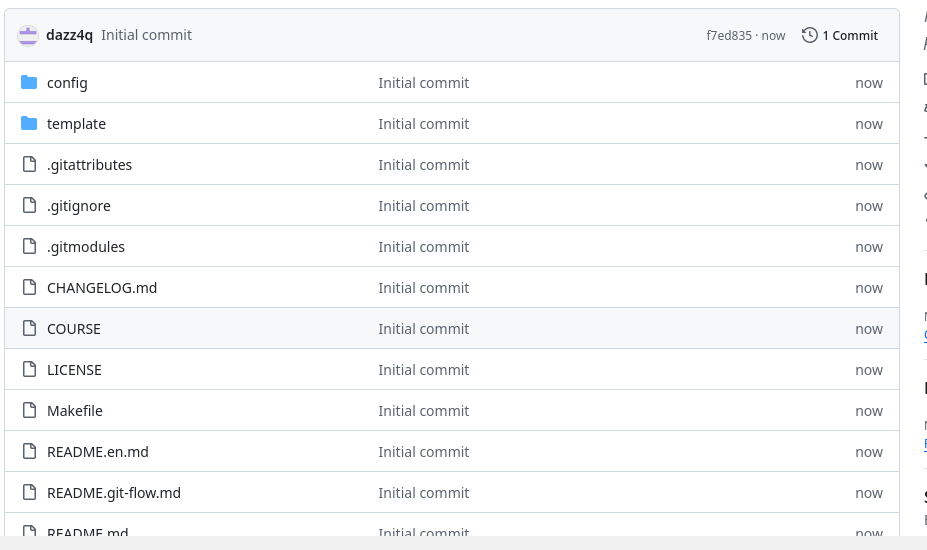 dazz4q Initial commit f7ed835 · now 1 Commit
config Initial commit now
template Initial commit now
.gitattributes Initial commit now
.gitignore Initial commit now
.gitmodules Initial commit now
CHANGELOG.md Initial commit now
COURSE Initial commit now
LICENSE Initial commit now
Makefile Initial commit now
README.en.md Initial commit now
README.git-flow.md Initial commit now
README.md Initial commit now